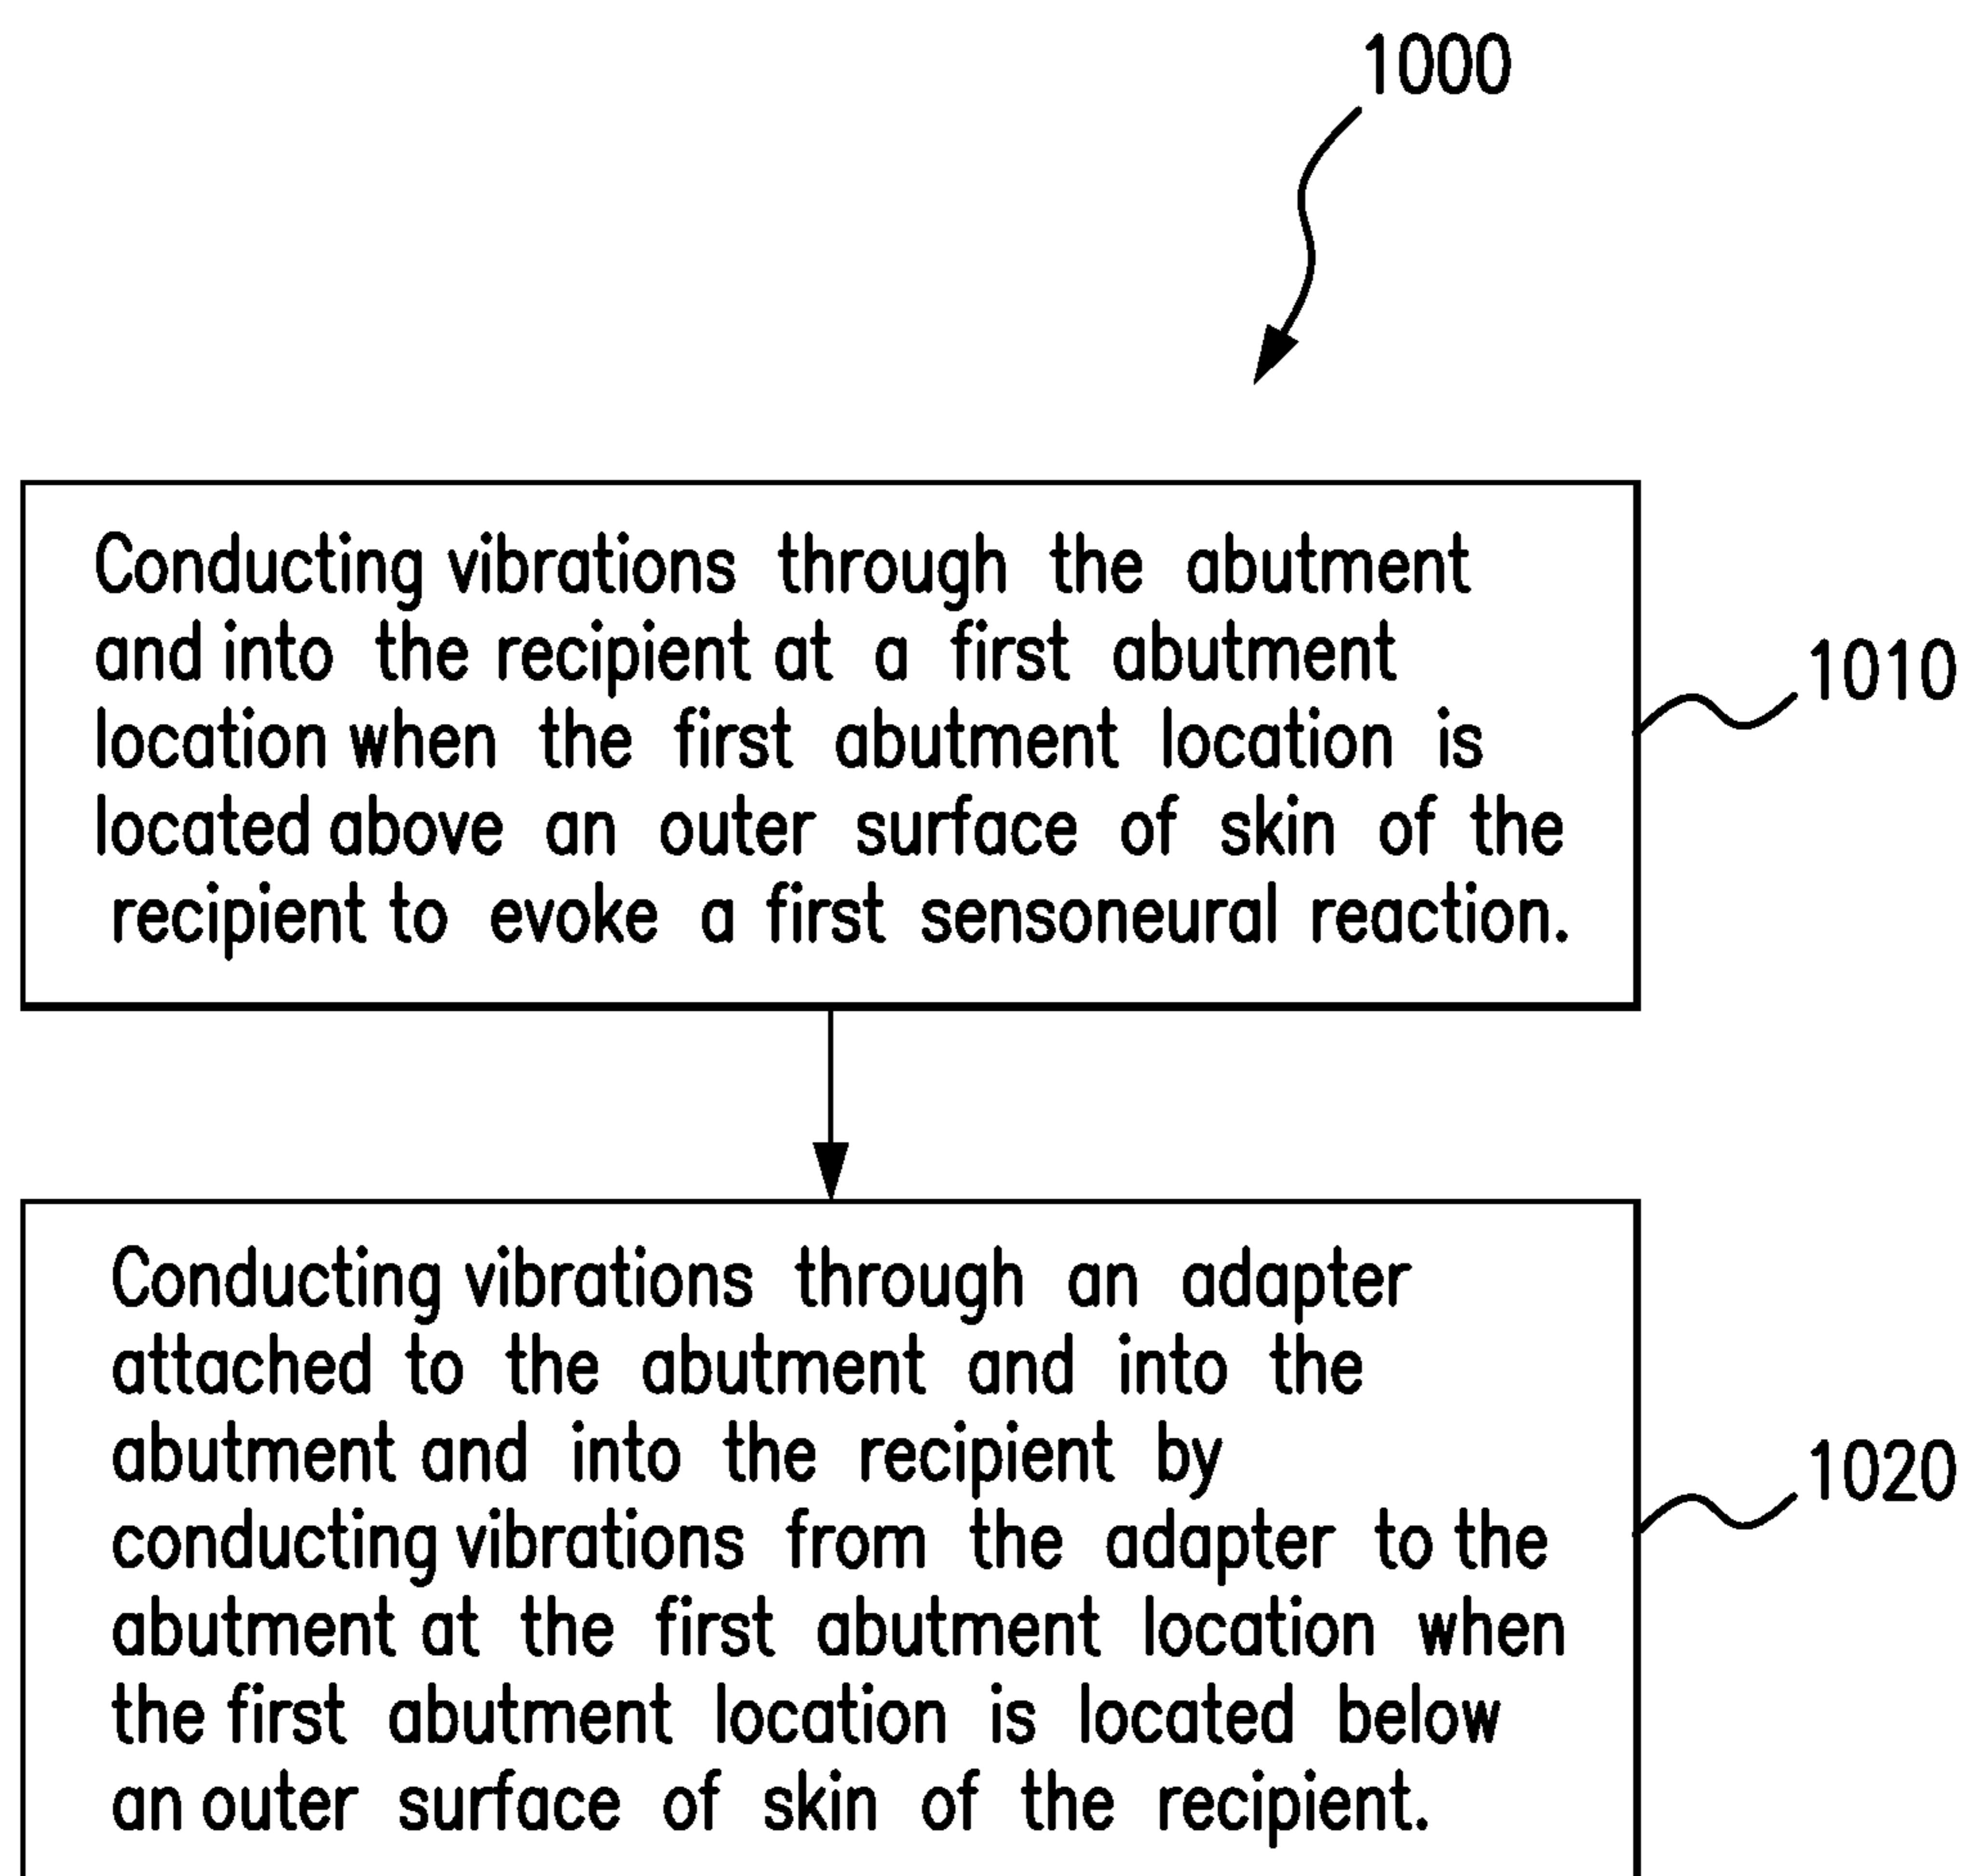 1000
Conducting vibrations through the abutment
and into the recipient at a first abutment
location when the first abutment location is
located above an outer surface of skin of the
recipient to evoke a first sensoneural reaction.
1010
Conducting vibrations through an adapter
attached to the abutment and into the
abutment and into the recipient by
conducting vibrations from the adapter to the
abutment at the first abutment location when
the first abutment location is located below
an outer surface of skin of the recipient.
1020